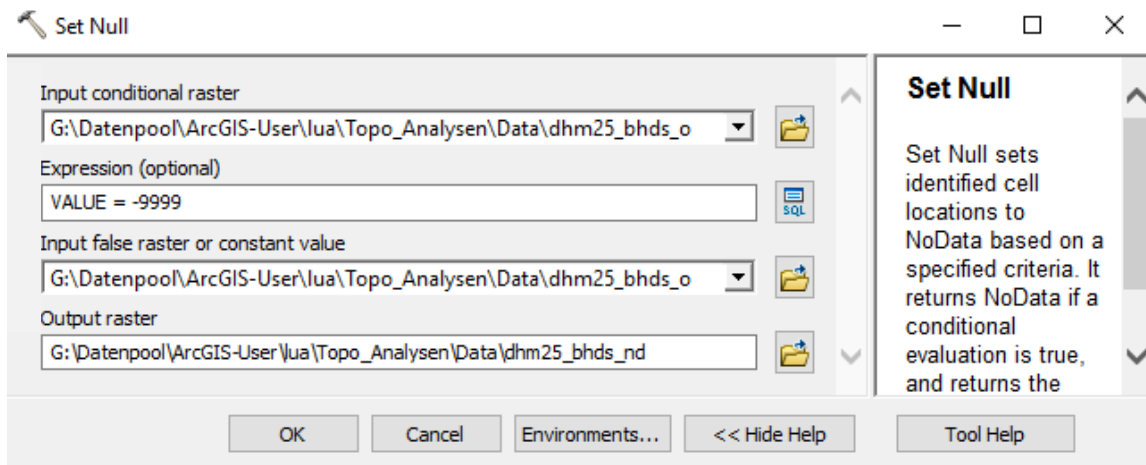 Set Null
Input conditional raster
G:\Datenpool\ArcGIS-User\lua\Topo_Analysen\Data\dhm25_bhds_o
Expression (optional)
VALUE = -9999
SQL
Input false raster or constant value
G:\Datenpool\ArcGIS-User\lua\Topo_Analysen\Data\dhm25_bhds_o
Output raster
G:\Datenpool\ArcGIS-User\lua\Topo_Analysen\Data\dhm25_bhds_nd
Set Null
Set Null sets
identified cell
locations to
NoData based on a
specified criteria. It
returns NoData if a
conditional
evaluation is true,
and returns the
OK
Cancel
Environments...
<< Hide Help
Tool Help